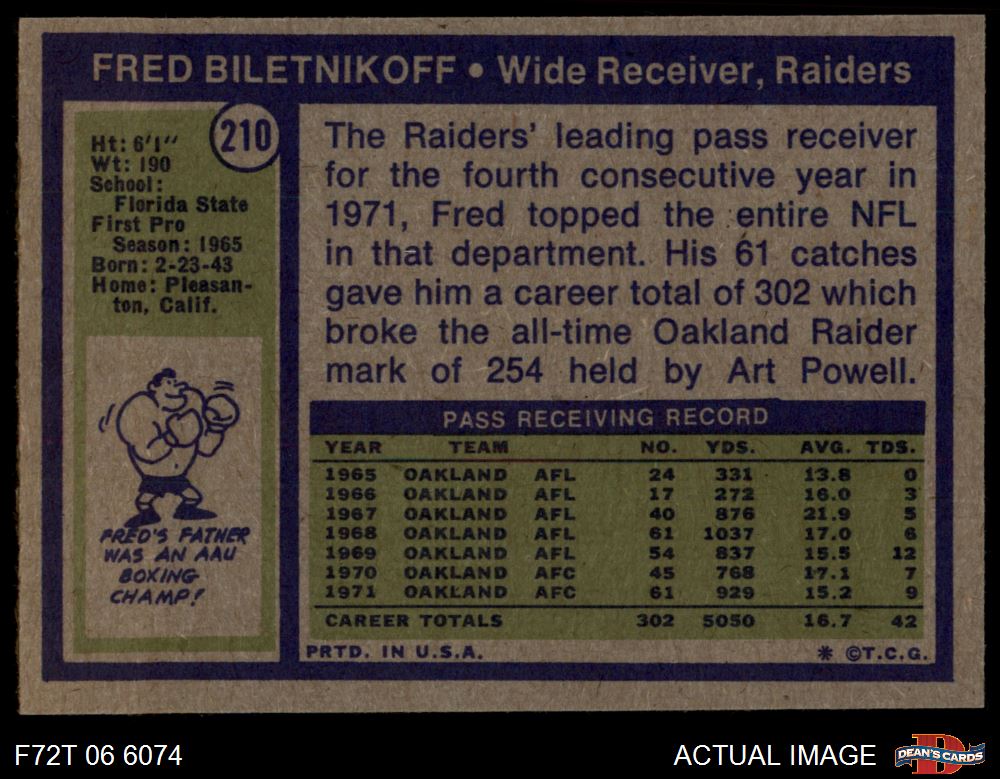 FRED BILETNIKOFF • Wide Receiver, Raiders
210
Ht: 6'1"
Wt: 190
School:
Florida State
First Pro
Season: 1965
Born: 2-23-43
Home: Pleasan-
ton, Calif.
FRED'S FATHER
WAS AN AAU
BOXING
CHAMP!
The Raiders' leading pass receiver
for the fourth consecutive year in
1971, Fred topped the entire NFL
in that department. His 61 catches
gave him a career total of 302 which
broke the all-time Oakland Raider
mark of 254 held by Art Powell.
PASS RECEIVING RECORD
YEAR TEAM NO. YDS. AVG. TDS.
1965 OAKLAND AFL 24 331 13.8 0
1966 OAKLAND AFL 17 272 16.0 3
1967 OAKLAND AFL 40 876 21.9 5
1968 OAKLAND AFL 61 1037 17.0 6
1969 OAKLAND AFL 54 837 15.5 12
1970 OAKLAND AFC 45 768 17.1 7
1971 OAKLAND AFC 61 929 15.2 9
CAREER TOTALS 302 5050 16.7 42
PRTD. IN U.S.A. * ©T.C.G.
F72T 06 6074 ACTUAL IMAGE DEAN'S CARDS